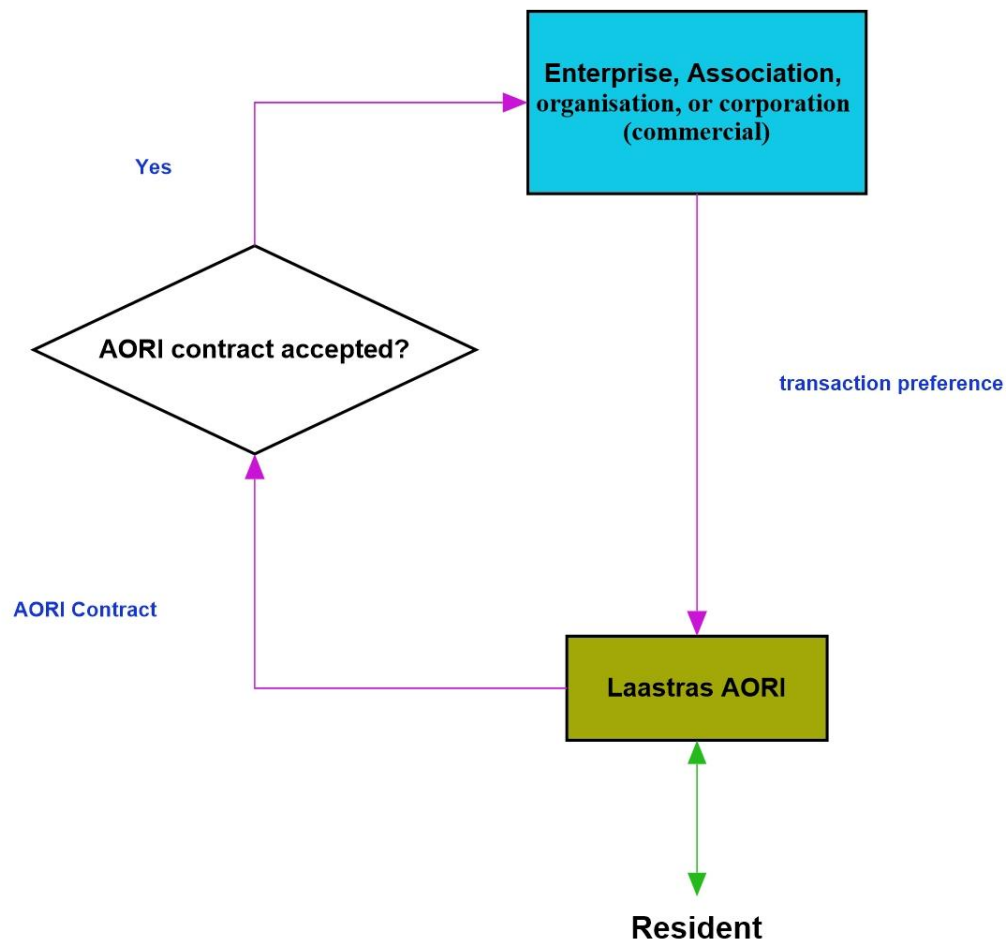 Enterprise, Association,
organisation, or corporation
(commercial)
Yes
AORI contract accepted?
transaction preference
AORI Contract
Laastras AORI
Resident